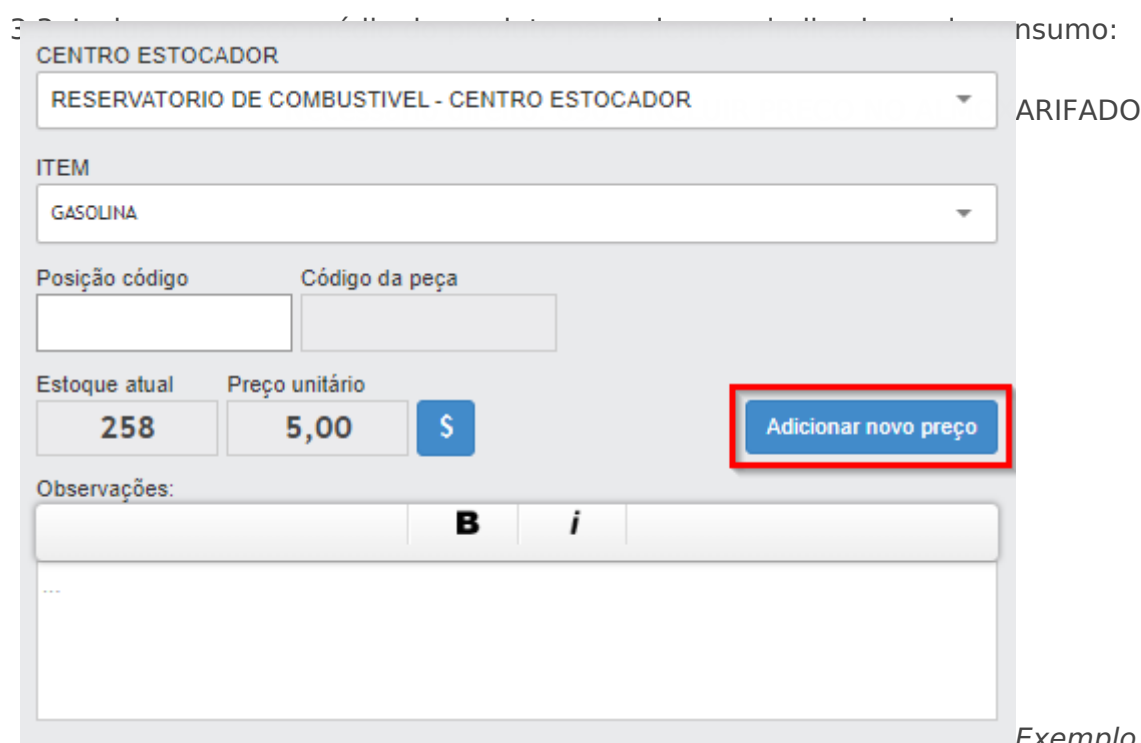 nsumo:
CENTRO ESTOCADOR
RESERVATORIO DE COMBUSTIVEL - CENTRO ESTOCADOR
ARIFADO
ITEM
GASOLINA
Posição código Código da peça
Estoque atual Preço unitário
258 5,00 $ Adicionar novo preço
Observações:
B i
...
Exemplo